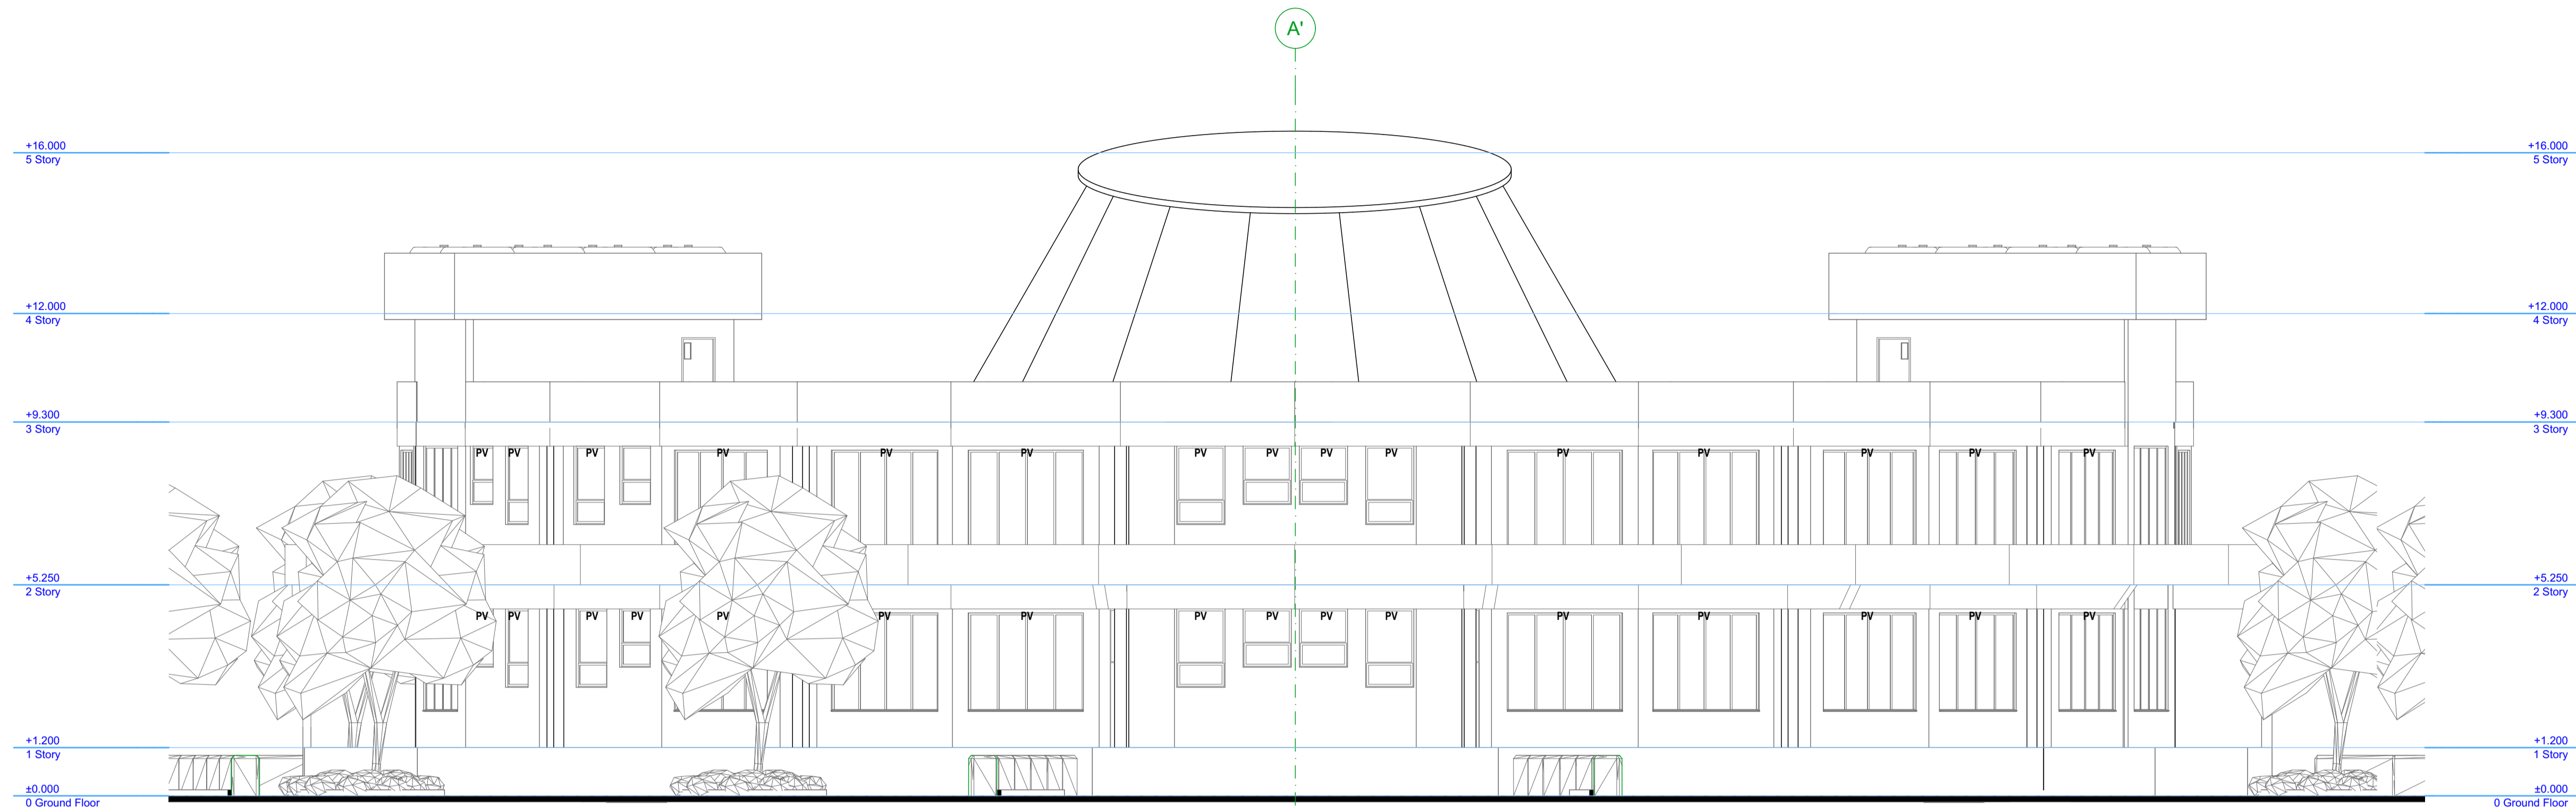 A'
+16.000 +16.000
5 Story 5 Story
+12.000 +12.000
4 Story 4 Story
+9.300 +9.300
3 Story 3 Story
PV PV PV PV PV PV PV PV PV PV PV PV PV PV PV
+5.250 +5.250
2 Story 2 Story
PV PV PV PV PV PV PV PV PV PV PV PV PV PV PV PV
+1.200 +1.200
1 Story 1 Story
±0.000 ±0.000
0 Ground Floor 0 Ground Floor